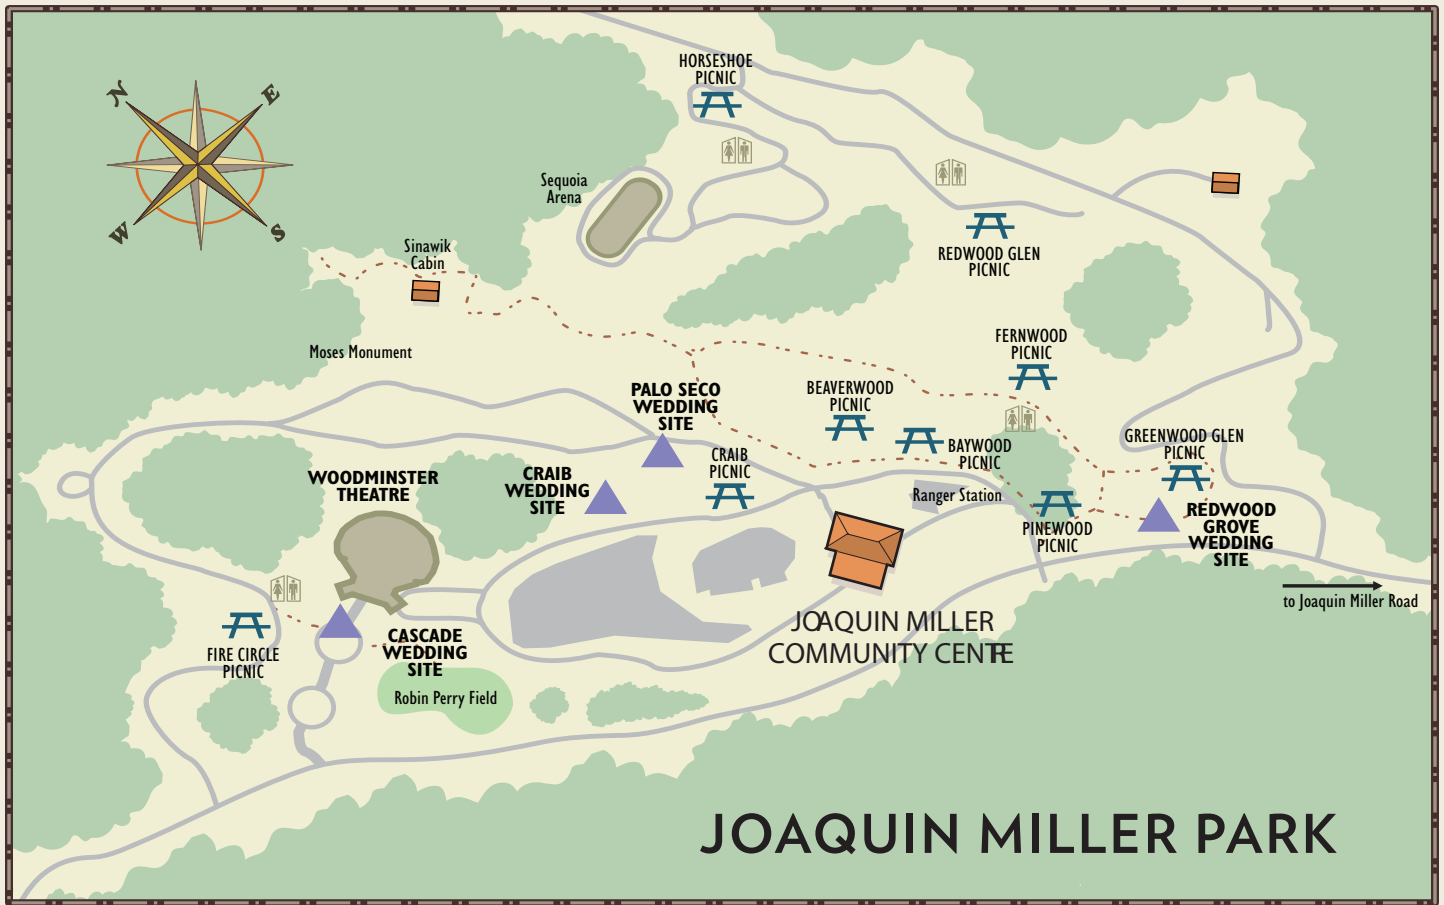 HORSESHOE
PICNIC
N
E
W
S
Sequoia
Arena
Sinawik
Cabin
REDWOOD GLEN
PICNIC
Moses Monument
FERNWOOD
PICNIC
PALO SECO
WEDDING
SITE
BEAVERWOOD
PICNIC
CRAIB
PICNIC
BAYWOOD
PICNIC
GREENWOOD GLEN
PICNIC
WOODMINSTER
THEATRE
CRAIB
WEDDING
SITE
Ranger Station
PINEWOOD
PICNIC
REDWOOD
GROVE
WEDDING
SITE
to Joaquin Miller Road
JOAQUIN MILLER
COMMUNITY CENTRE
FIRE CIRCLE
PICNIC
CASCADE
WEDDING
SITE
Robin Perry Field
JOAQUIN MILLER PARK